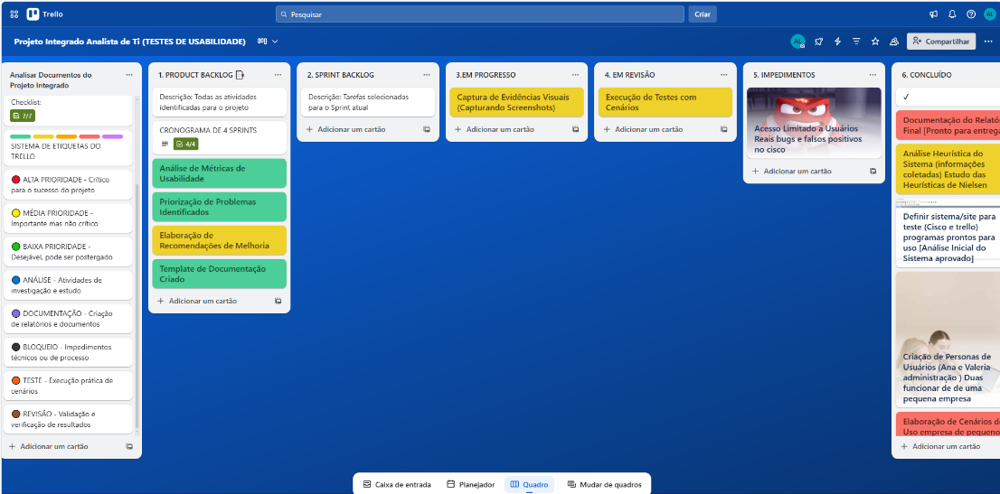 Trello
Pesquisar
Criar
AL
Projeto Integrado Analista de Ti (TESTES DE USABILIDADE)
AL
Compartilhar
Analisar Documentos do
Projeto Integrado
Checklist:
7/7
SISTEMA DE ETIQUETAS DO
TRELLO
ALTA PRIORIDADE - Crítico
para o sucesso do projeto
MÉDIA PRIORIDADE -
Importante mas não crítico
BAIXA PRIORIDADE -
Desejável, pode ser postergado
ANÁLISE - Atividades de
investigação e estudo
DOCUMENTAÇÃO - Criação
de relatórios e documentos
BLOQUEIO - Impedimentos
técnicos ou de processo
TESTE - Execução prática de
cenários
REVISÃO - Validação e
verificação de resultados
Adicionar um cartão
1. PRODUCT BACKLOG
Descrição: Todas as atividades
identificadas para o projeto
CRONOGRAMA DE 4 SPRINTS
4/4
Análise de Métricas de
Usabilidade
Priorização de Problemas
Identificados
Elaboração de
Recomendações de Melhoria
Template de Documentação
Criado
Adicionar um cartão
2. SPRINT BACKLOG
Descrição: Tarefas selecionadas
para o Sprint atual
Adicionar um cartão
3.EM PROGRESSO
Captura de Evidências Visuais
(Capturando Screenshots)
Adicionar um cartão
4. EM REVISÃO
Execução de Testes com
Cenários
Adicionar um cartão
5. IMPEDIMENTOS
Acesso Limitado a Usuários
Reais bugs e falsos positivos
no cisco
Adicionar um cartão
6. CONCLUÍDO
✓
Documentação do Relató
Final [Pronto para entrega
Análise Heurística do
Sistema (informações
coletadas) Estudo das
Heurísticas de Nielsen
Definir sistema/site para
teste (Cisco e trello)
programas prontos para
uso [Análise Inicial do
Sistema aprovado]
Criação de Personas de
Usuários (Ana e Valeria
administração ) Duas
funcionar de de uma
pequena empresa
Elaboração de Cenários d
Uso empresa de pequeno
Adicionar um cartão
Caixa de entrada
Planejador
Quadro
Mudar de quadros